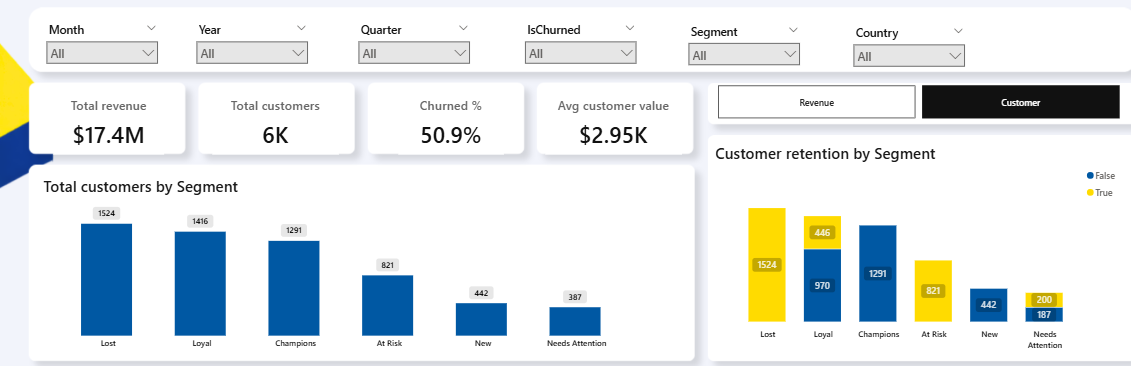 Month
All
Year
All
Quarter
All
IsChurned
All
Segment
All
Country
All
Total revenue
$17.4M
Total customers
6K
Churned %
50.9%
Avg customer value
$2.95K
Revenue
Customer
Total customers by Segment
1524
1416
1291
821
442
387
Lost
Loyal
Champions
At Risk
New
Needs Attention
Customer retention by Segment
False
True
1524
446
970
1291
821
442
200
187
Lost
Loyal
Champions
At Risk
New
Needs
Attention